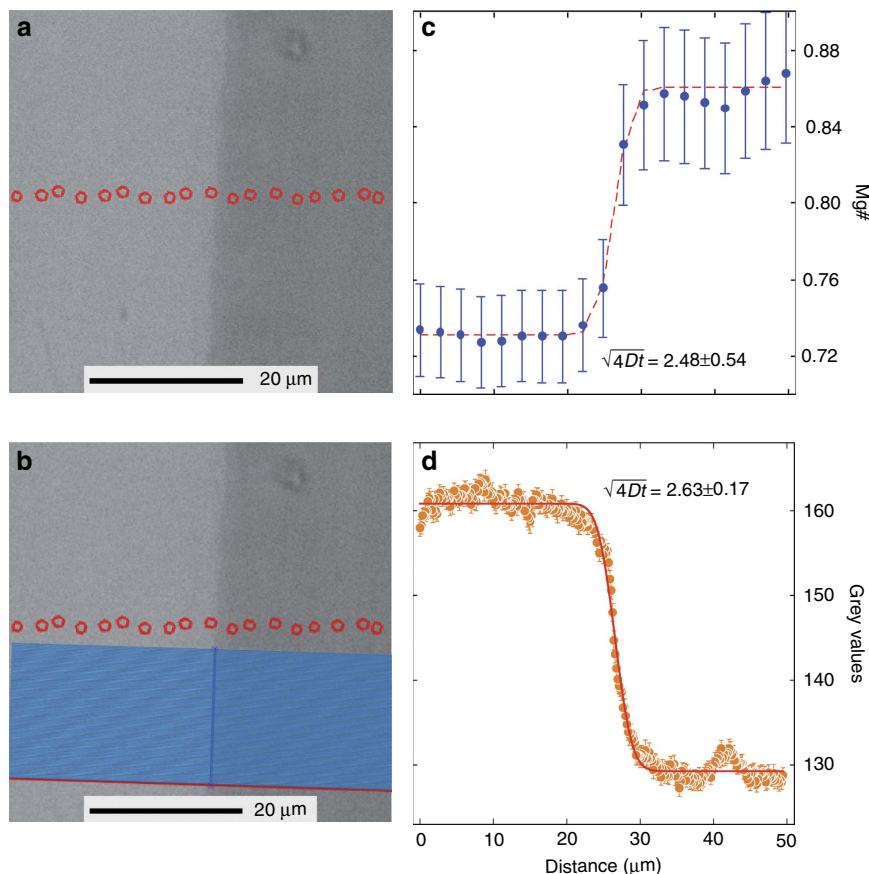 a
20 μm
b
20 μm
c
0.88
0.84
0.80
0.76
0.72
Mg#
√4Dt = 2.48±0.54
d
√4Dt = 2.63±0.17
160
150
140
130
Grey values
0 10 20 30 40 50
Distance (μm)